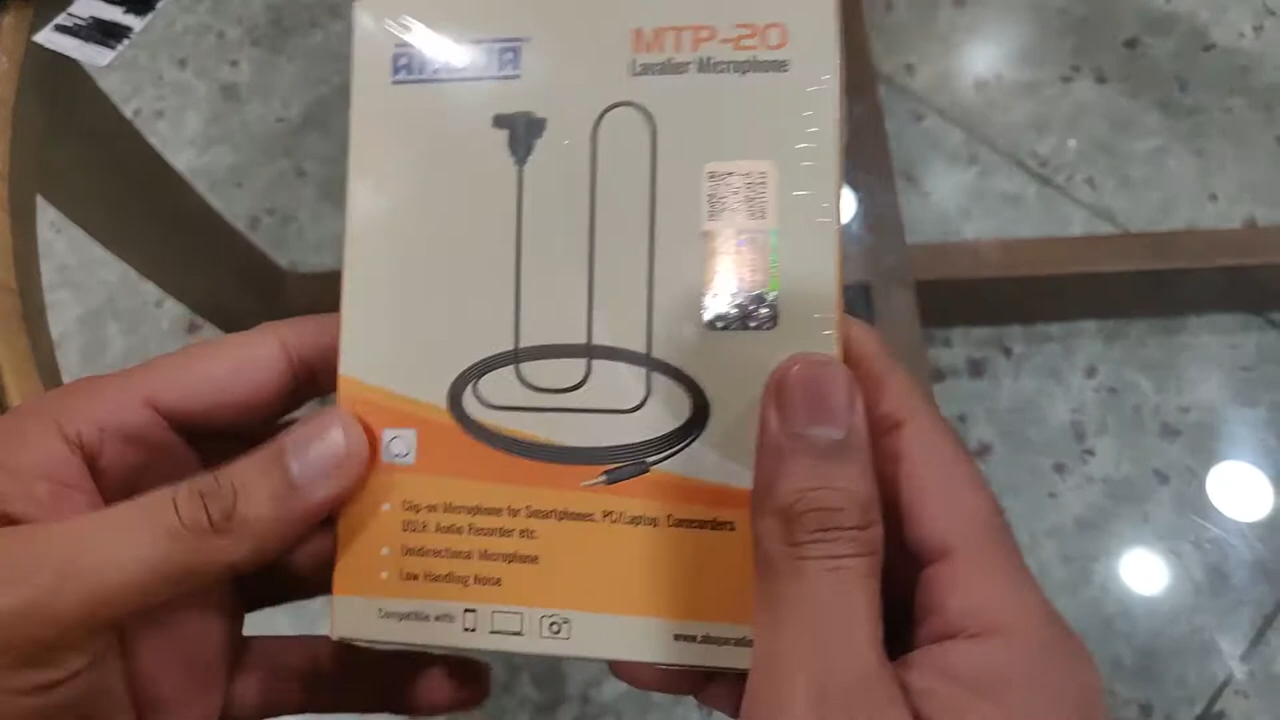 MTP-20
Lavalier Microphone
Clip-on Microphone for Smartphones, PC/Laptop, Camcorders
DSLR, Audio Recorder etc.
Unidirectional Microphone
Low Handling Noise
Compatible with: